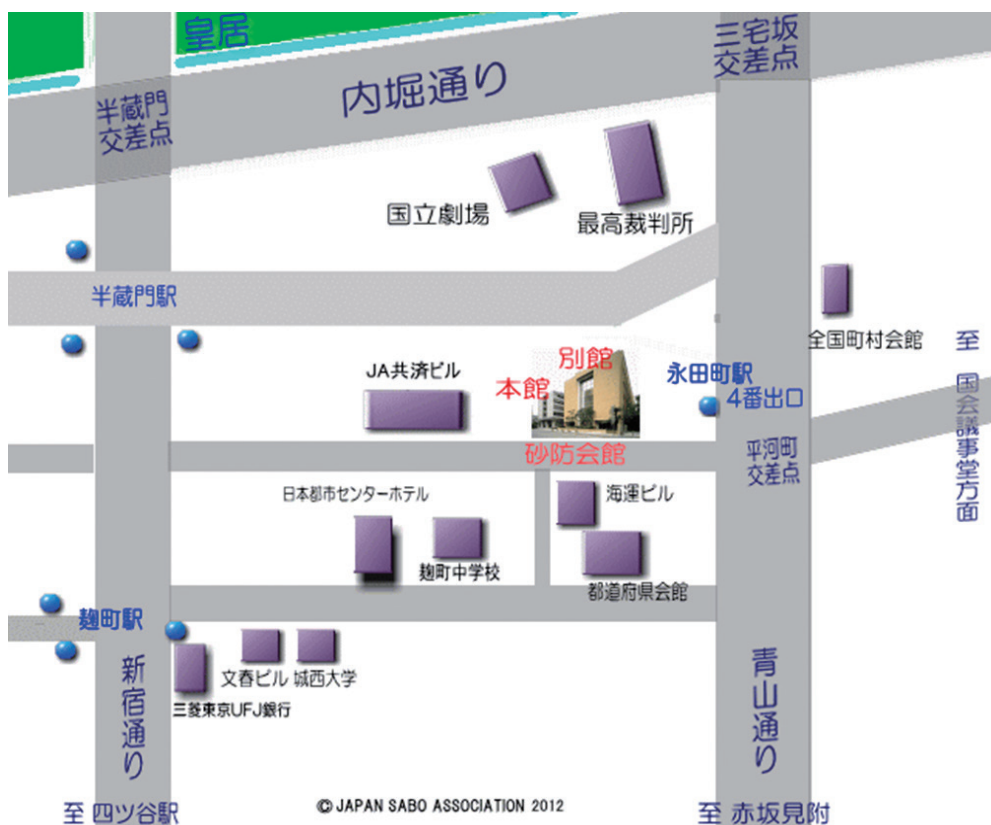 皇居
三宅坂
交差点
内堀通り
半蔵門
交差点
国立劇場
最高裁判所
半蔵門駅
全国町村会館
至 国会議事堂方面
別館
本館
JA共済ビル
永田町駅
4番出口
砂防会館
平河町
交差点
日本都市センターホテル
海運ビル
麹町中学校
都道府県会館
麹町駅
新宿通り
文春ビル
城西大学
三菱東京UFJ銀行
青山通り
至 四ツ谷駅
© JAPAN SABO ASSOCIATION 2012
至 赤坂見附